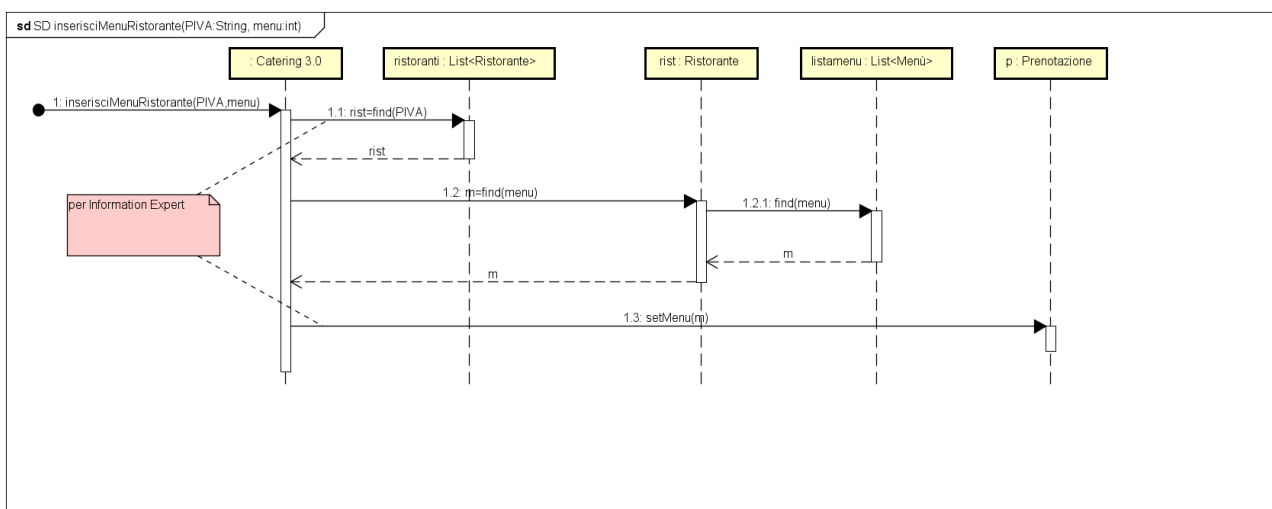 sd SD inserisciMenuRistorante(PIVA:String, menu:int)
: Catering 3.0
ristoranti : List<Ristorante>
rist : Ristorante
listamenu : List<Menù>
p : Prenotazione
1: inserisciMenuRistorante(PIVA,menu)
1.1: rist=find(PIVA)
rist
per Information Expert
1.2: m=find(menu)
1.2.1: find(menu)
m
m
1.3: setMenu(m)